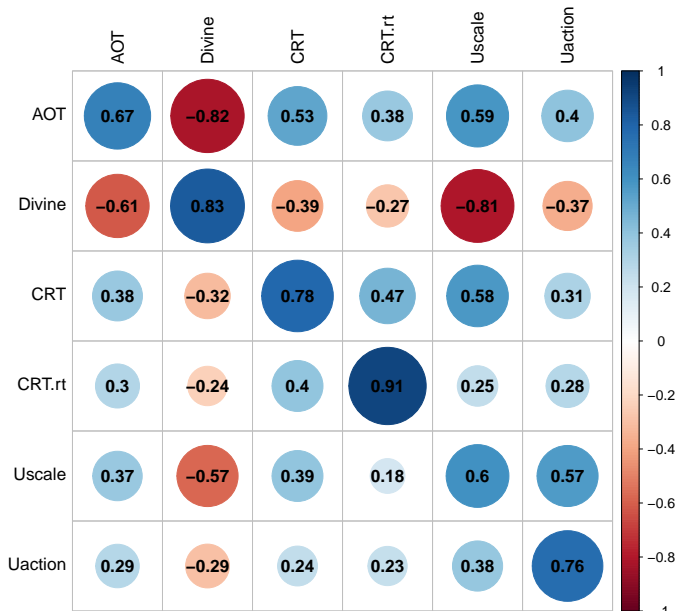 AOT Divine CRT CRT.rt Uscale Uaction
AOT 0.67 −0.82 0.53 0.38 0.59 0.4
Divine −0.61 0.83 −0.39 −0.27 −0.81 −0.37
CRT 0.38 −0.32 0.78 0.47 0.58 0.31
CRT.rt 0.3 −0.24 0.4 0.91 0.25 0.28
Uscale 0.37 −0.57 0.39 0.18 0.6 0.57
Uaction 0.29 −0.29 0.24 0.23 0.38 0.76
1
0.8
0.6
0.4
0.2
0
−0.2
−0.4
−0.6
−0.8
−1